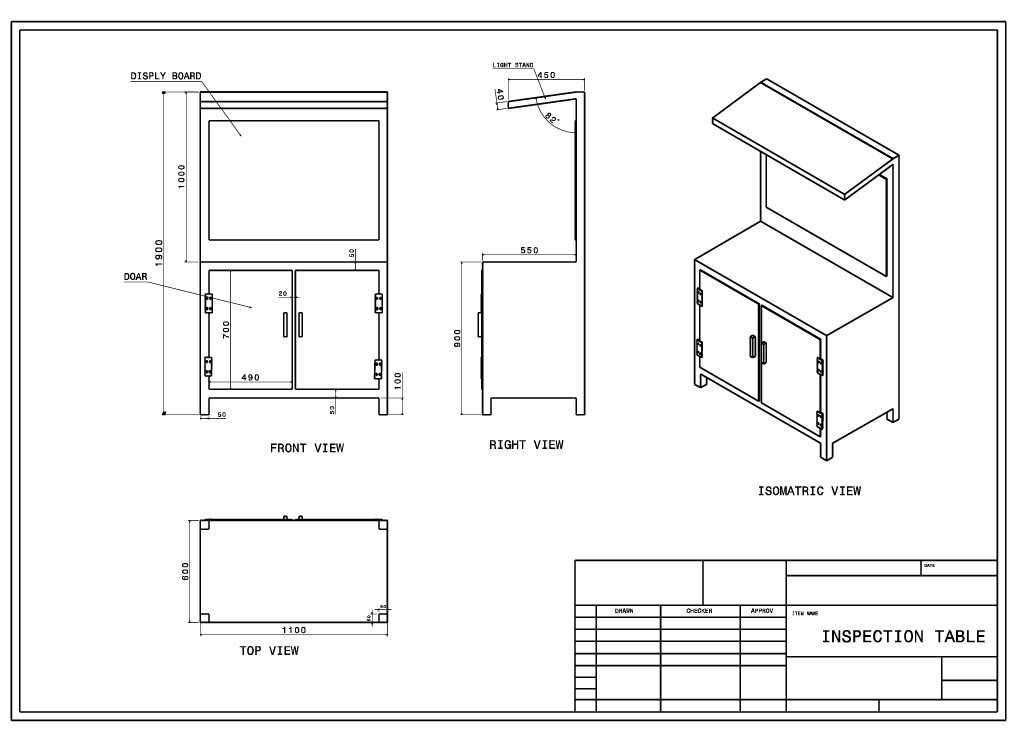 DISPLY BOARD
1000
1900
50
DOAR
20
700
490
100
50
50
FRONT VIEW
LIGHT STAND
450
40
82°
550
900
RIGHT VIEW
ISOMATRIC VIEW
600
50
50
1100
TOP VIEW
DATE
DRAWN CHECKER APPROV
ITEM NAME
INSPECTION TABLE